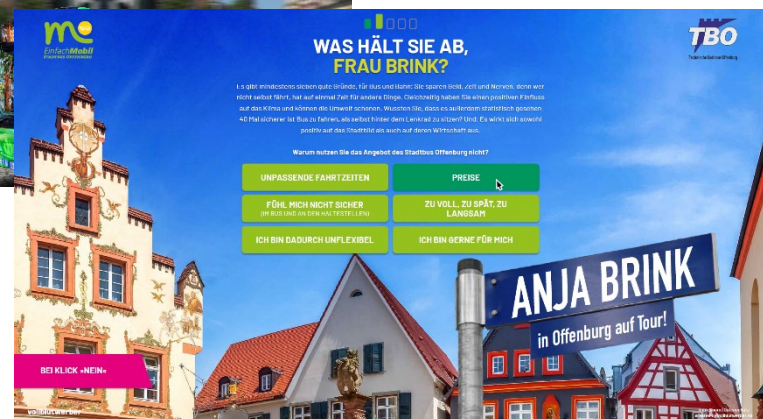 EinfachMobil
TBO
WAS HÄLT SIE AB,
FRAU BRINK?
Es gibt mindestens sieben gute Gründe, für Bus und Bahn: Sie sparen Geld, Zeit und Nerven, denn wer
nicht selbst fährt, hat auf einmal Zeit für andere Dinge. Gleichzeitig haben Sie einen positiven Einfluss
auf das Klima und können die Umwelt schonen. Wussten Sie, dass es außerdem statistisch gesehen
40 Mal sicherer ist Bus zu fahren, als selbst hinter dem Lenkrad zu sitzen? Und: Es wirkt sich sowohl
positiv auf das Stadtbild als auch auf deren Wirtschaft aus.
Warum nutzen Sie das Angebot des Stadtbus Offenburg nicht?
UNPASSENDE FAHRTZEITEN
PREISE
FÜHL MICH NICHT SICHER
(IM BUS UND AN DEN HALTESTELLEN)
ZU VOLL, ZU SPÄT, ZU
LANGSAM
ICH BIN DADURCH UNFLEXIBEL
ICH BIN GERNE FÜR MICH
ANJA BRINK
in Offenburg auf Tour!
BEI KLICK »NEIN«
vollblutwerber